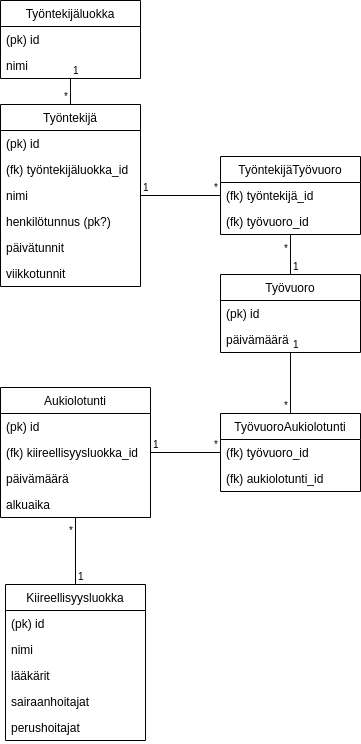 Työntekijäluokka
(pk) id
nimi
1
*
Työntekijä
(pk) id
(fk) työntekijäluokka_id
nimi
henkilötunnus (pk?)
päivätunnit
viikkotunnit
1
*
TyöntekijäTyövuoro
(fk) työntekijä_id
(fk) työvuoro_id
*
1
Työvuoro
(pk) id
päivämäärä
1
*
TyövuoroAukiolotunti
(fk) työvuoro_id
(fk) aukiolotunti_id
*
1
Aukiolotunti
(pk) id
(fk) kiireellisyysluokka_id
päivämäärä
alkuaika
*
1
Kiireellisyysluokka
(pk) id
nimi
lääkärit
sairaanhoitajat
perushoitajat